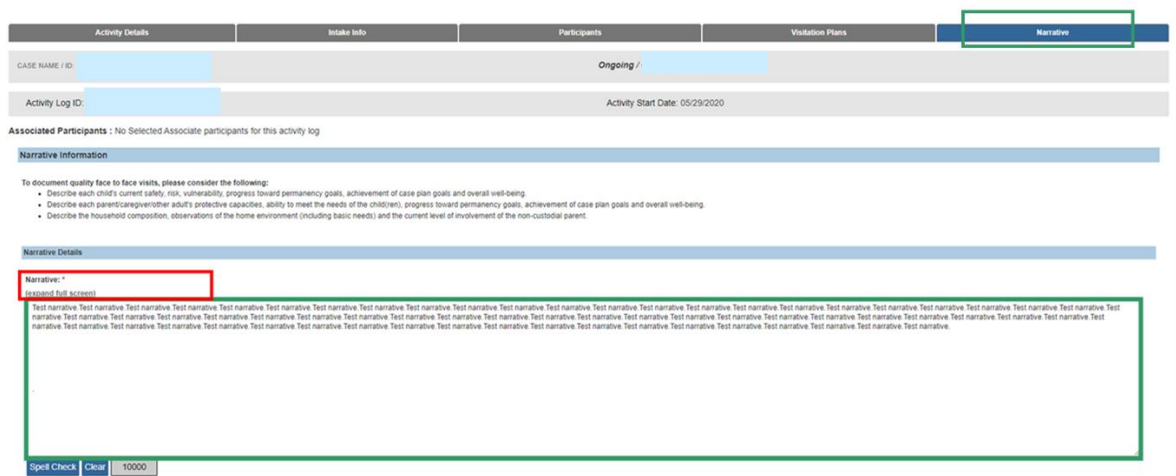 Activity Details Intake Info Participants Visitation Plans Narrative
CASE NAME / ID: Ongoing /
Activity Log ID: Activity Start Date: 05/29/2020
Associated Participants : No Selected Associate participants for this activity log
Narrative Information
To document quality face to face visits, please consider the following:
• Describe each child's current safety, risk, vulnerability, progress toward permanency goals, achievement of case plan goals and overall well-being.
• Describe each parent/caregiver/other adult's protective capacities, ability to meet the needs of the child(ren), progress toward permanency goals, achievement of case plan goals and overall well-being.
• Describe the household composition, observations of the home environment (including basic needs) and the current level of involvement of the non-custodial parent.
Narrative Details
Narrative: *
(expand full screen)
Test narrative.Test narrative.Test narrative.Test narrative.Test narrative.Test narrative.Test narrative.Test narrative.Test narrative.Test narrative.Test narrative.Test narrative.Test narrative.Test narrative.Test narrative.Test narrative.Test narrative.Test narrative.Test narrative.Test narrative.Test narrative.Test narrative.Test narrative.Test
narrative.Test narrative.Test narrative.Test narrative.Test narrative.Test narrative.Test narrative.Test narrative.Test narrative.Test narrative.Test narrative.Test narrative.Test narrative.Test narrative.Test narrative.Test narrative.Test narrative.Test narrative.Test narrative.Test narrative.Test narrative.Test narrative.Test narrative.Test
narrative.Test narrative.Test narrative.Test narrative.Test narrative.Test narrative.Test narrative.Test narrative.Test narrative.Test narrative.Test narrative.Test narrative.Test narrative.Test narrative.Test narrative.Test narrative.Test narrative.Test narrative.Test narrative.Test narrative.
.
Spell Check Clear 10000